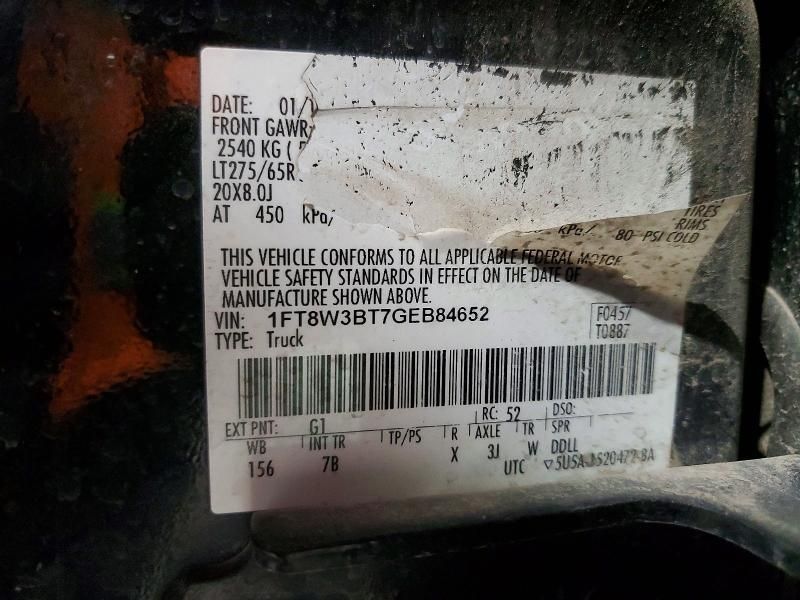 DATE: 01/
FRONT GAWR
2540 KG (
LT275/65R TIRES
20X8.0J RIMS
AT 450 kPa/ kPa/ 80 PSI COLD
THIS VEHICLE CONFORMS TO ALL APPLICABLE FEDERAL MOTOR
VEHICLE SAFETY STANDARDS IN EFFECT ON THE DATE OF
MANUFACTURE SHOWN ABOVE.
VIN: 1FT8W3BT7GEB84652 F0457
TYPE: Truck T0887
EXT PNT: G1 RC: 52 DSO:
WB INT TR TP/PS R AXLE TR SPR
156 7B X 3J W DDLL
UTC